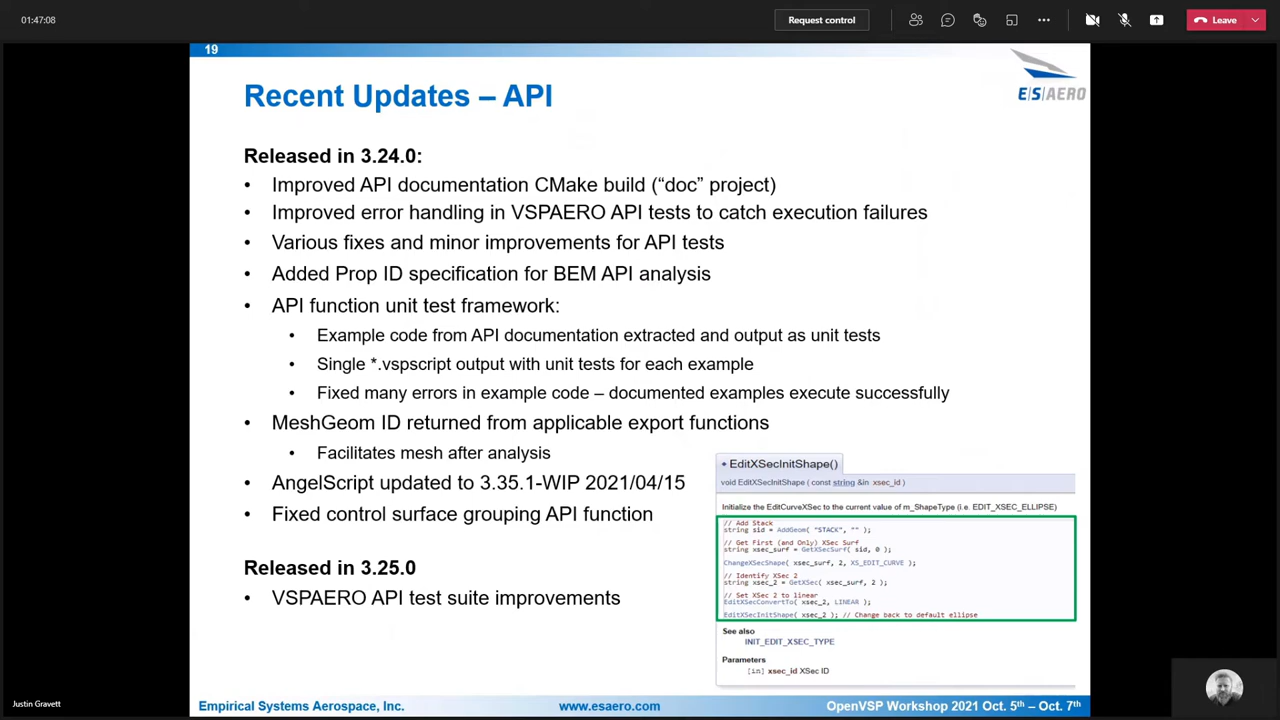 01:47:08
Request control
Leave
19
Recent Updates – API
E|S|AERO
Released in 3.24.0:
• Improved API documentation CMake build (“doc” project)
• Improved error handling in VSPAERO API tests to catch execution failures
• Various fixes and minor improvements for API tests
• Added Prop ID specification for BEM API analysis
• API function unit test framework:
• Example code from API documentation extracted and output as unit tests
• Single *.vspscript output with unit tests for each example
• Fixed many errors in example code – documented examples execute successfully
• MeshGeom ID returned from applicable export functions
• Facilitates mesh after analysis
• AngelScript updated to 3.35.1-WIP 2021/04/15
• Fixed control surface grouping API function
Released in 3.25.0
• VSPAERO API test suite improvements
◆ EditXSecInitShape()
void EditXSecInitShape ( const string &in xsec_id )
Initialize the EditCurveXSec to the current value of m_ShapeType (i.e. EDIT_XSEC_ELLIPSE)
// Add Stack
string sid = AddGeom( "STACK", "" );
// Get First (and Only) XSec Surf
string xsec_surf = GetXSecSurf( sid, 0 );
ChangeXSecShape( xsec_surf, 2, XS_EDIT_CURVE );
// Identify XSec 2
string xsec_2 = GetXSec( xsec_surf, 2 );
// Set XSec 2 to linear
EditXSecConvertTo( xsec_2, LINEAR );
EditXSecInitShape( xsec_2 ); // Change back to default ellipse
See also
INIT_EDIT_XSEC_TYPE
Parameters
[in] xsec_id XSec ID
Justin Gravett
Empirical Systems Aerospace, Inc.
www.esaero.com
OpenVSP Workshop 2021 Oct. 5th – Oct. 7th